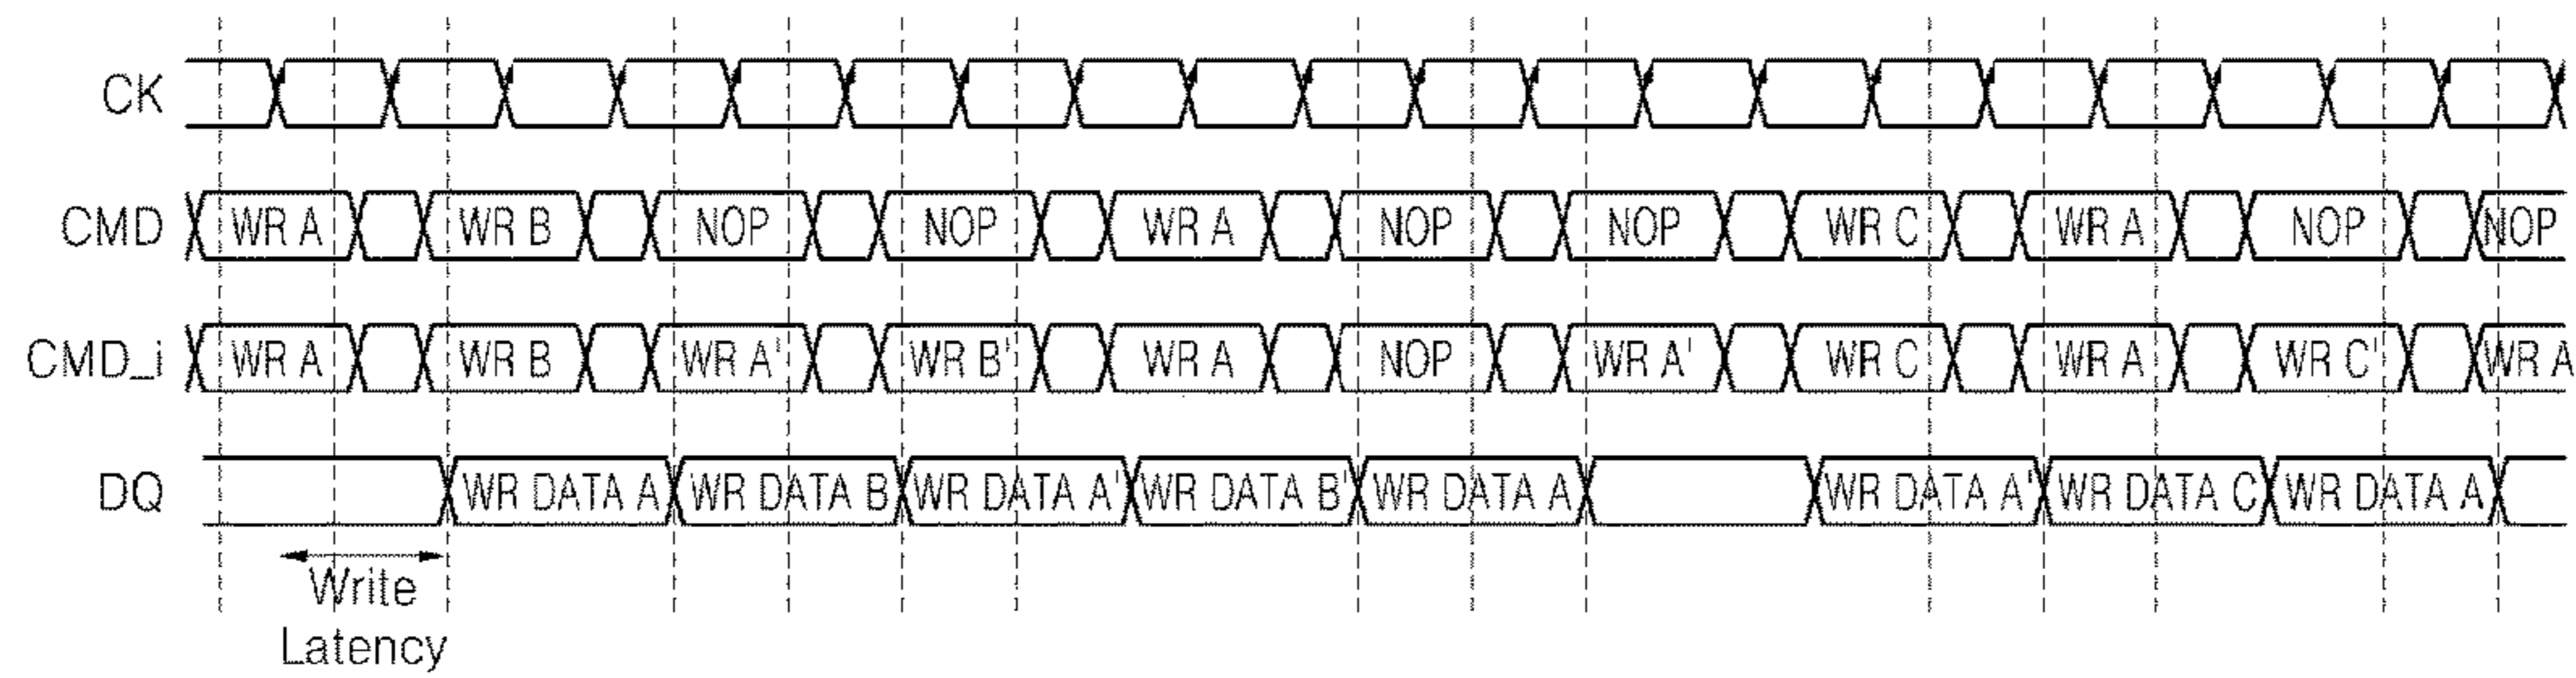 CK
CMD WR A WR B NOP NOP WR A NOP NOP WR C WR A NOP NOP
CMD_i WR A WR B WR A' WR B' WR A NOP WR A' WR C WR A WR C' WR A
DQ WR DATA A WR DATA B WR DATA A' WR DATA B' WR DATA A WR DATA A' WR DATA C WR DATA A
Write
Latency